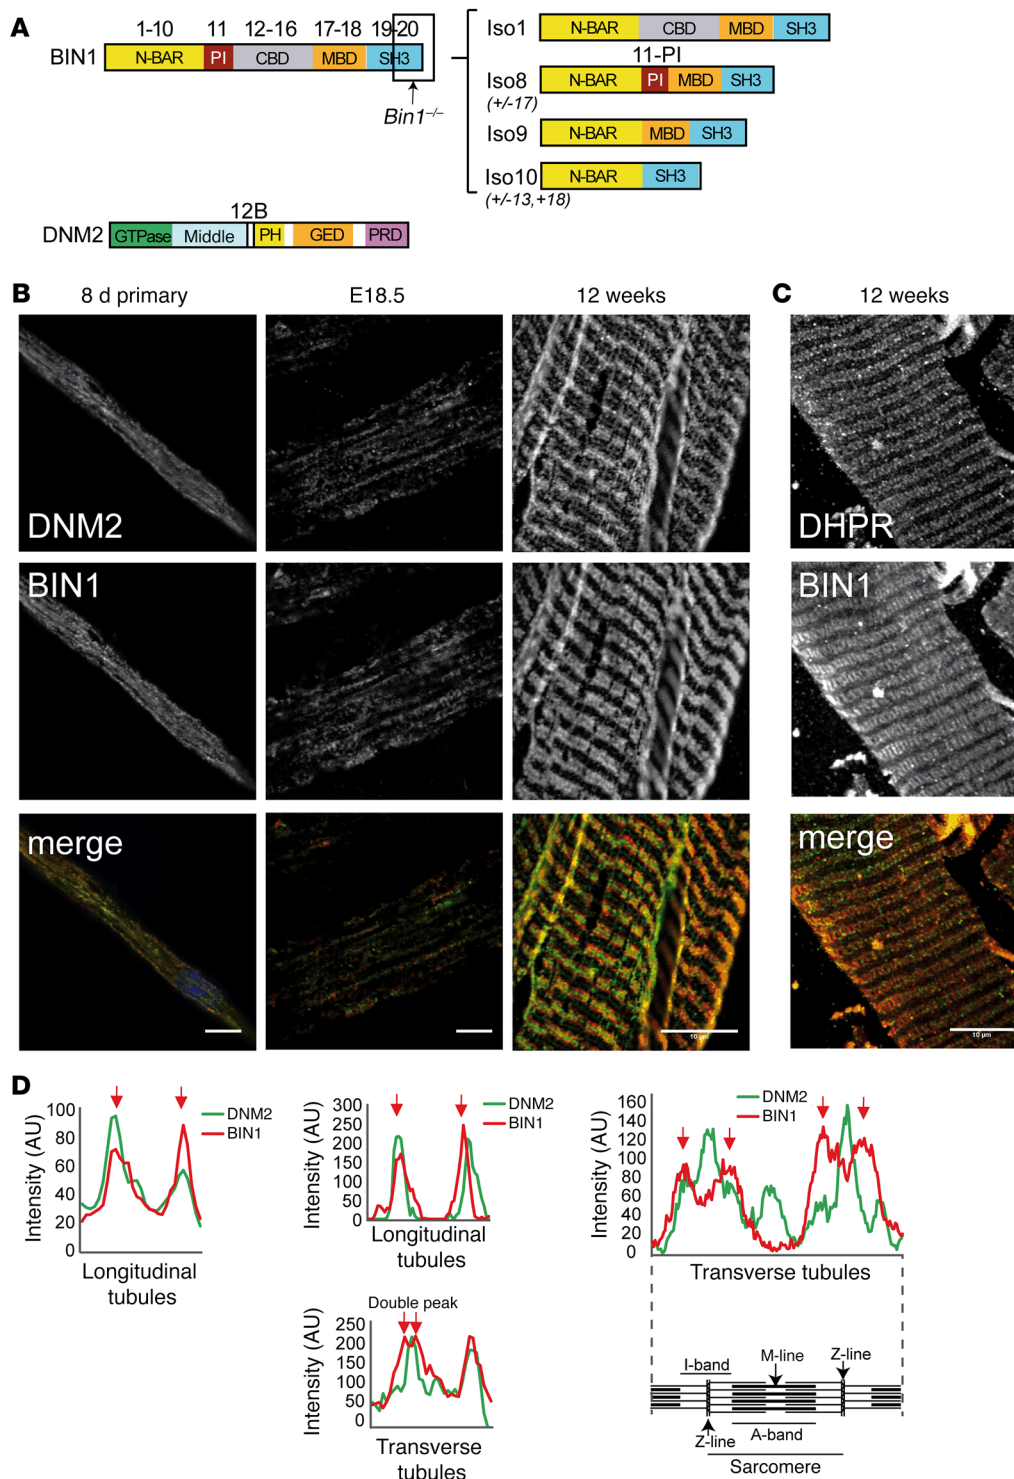 A
1-10 11 12-16 17-18 19-20
BIN1 N-BAR PI CBD MBD SH3
Bin1–/–
Iso1 N-BAR CBD MBD SH3
11-PI
Iso8 N-BAR PI MBD SH3
(+/-17)
Iso9 N-BAR MBD SH3
Iso10 N-BAR SH3
(+/-13,+18)
12B
DNM2 GTPase Middle PH GED PRD
B 8 d primary E18.5 12 weeks
DNM2
BIN1
merge
10 µm
C 12 weeks
DHPR
BIN1
merge
10 µm
D
Intensity (AU)
100
80
60
40
20
0
DNM2
BIN1
Longitudinal
tubules
Intensity (AU)
300
250
200
150
100
50
0
DNM2
BIN1
Longitudinal
tubules
Double peak
Intensity (AU)
250
200
150
100
50
0
Transverse
tubules
Intensity (AU)
160
140
120
100
80
60
40
20
0
DNM2
BIN1
Transverse tubules
I-band M-line Z-line
Z-line A-band
Sarcomere